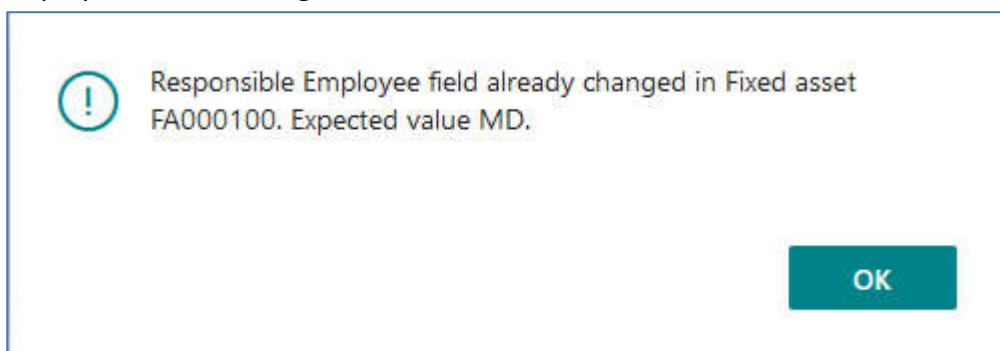 Responsible Employee field already changed in Fixed asset
FA000100. Expected value MD.
OK